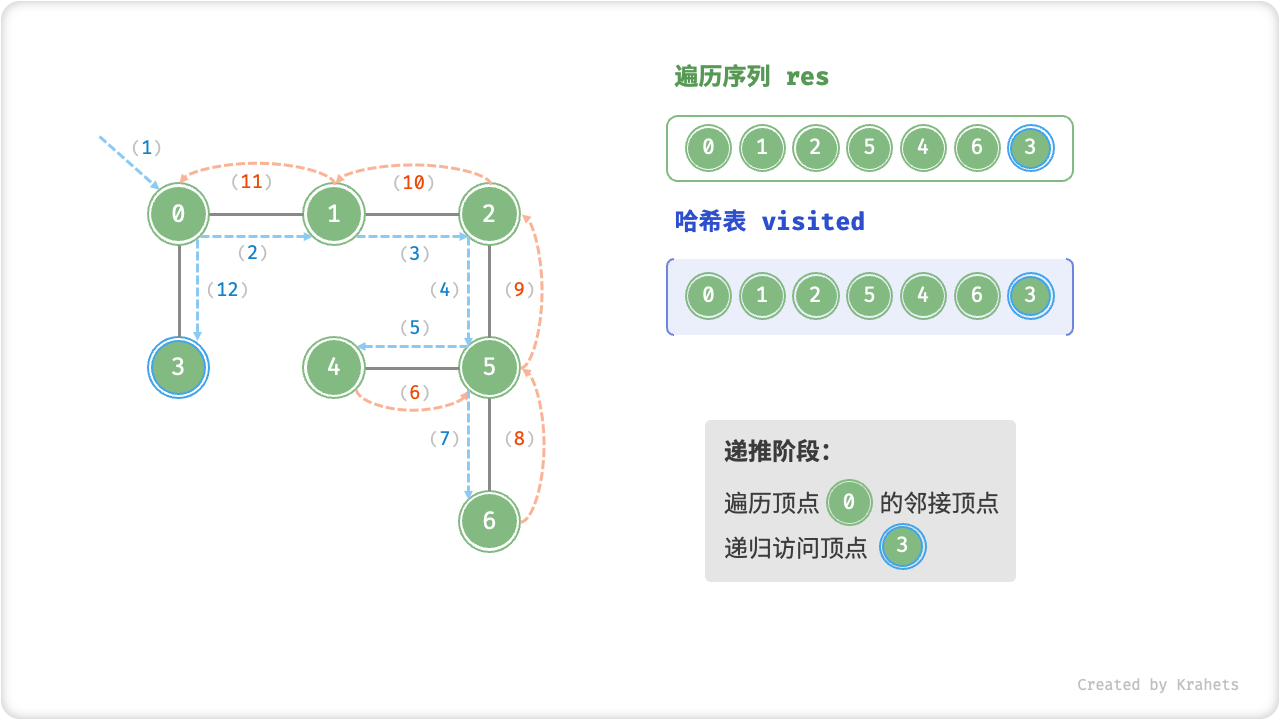 遍历序列 res
0 1 2 5 4 6 3
哈希表 visited
0 1 2 5 4 6 3
(1)
(11) (10)
0 1 2
(2) (3)
(12) (4) (9)
(5)
3 4 5
(6)
(7) (8)
6
递推阶段：
遍历顶点 0 的邻接顶点
递归访问顶点 3
Created by Krahets